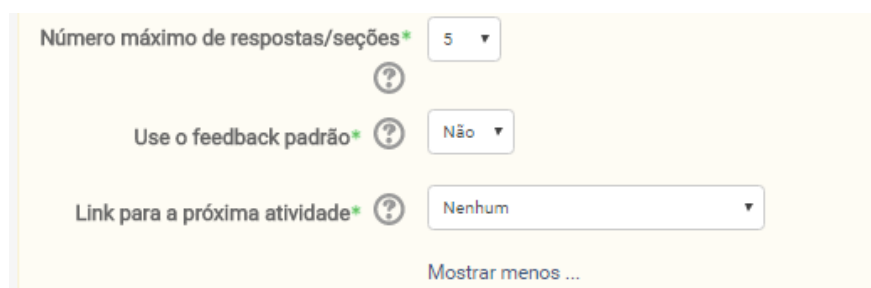 Número máximo de respostas/seções* 5
Use o feedback padrão* Não
Link para a próxima atividade* Nenhum
Mostrar menos ...